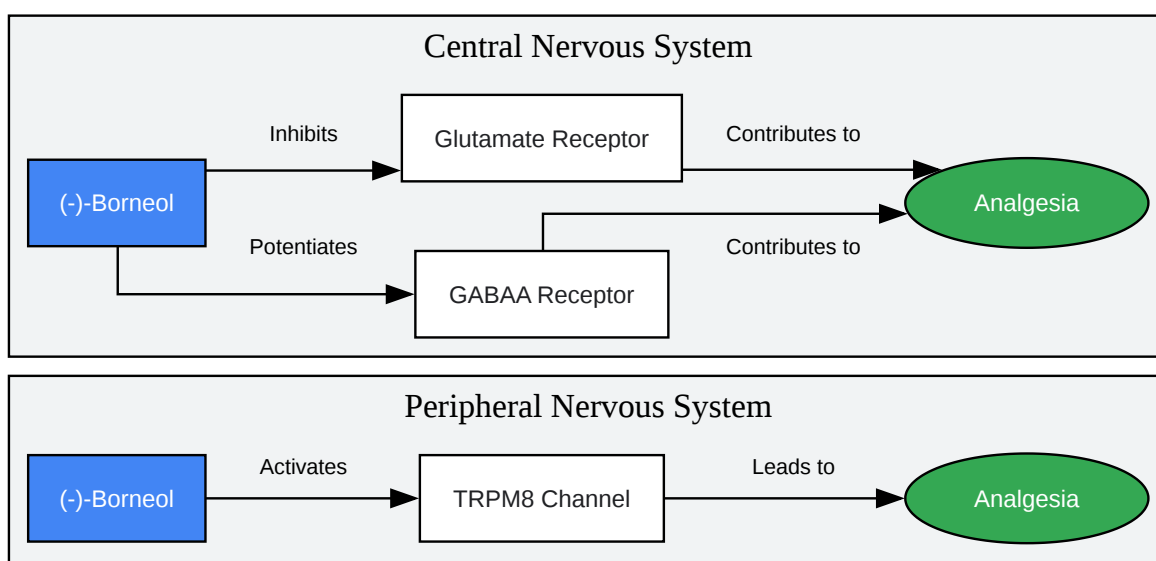 Central Nervous System
Inhibits
Glutamate Receptor
Contributes to
(-)-Borneol
Analgesia
Potentiates
Contributes to
GABAA Receptor
Peripheral Nervous System
Activates
Leads to
(-)-Borneol
TRPM8 Channel
Analgesia